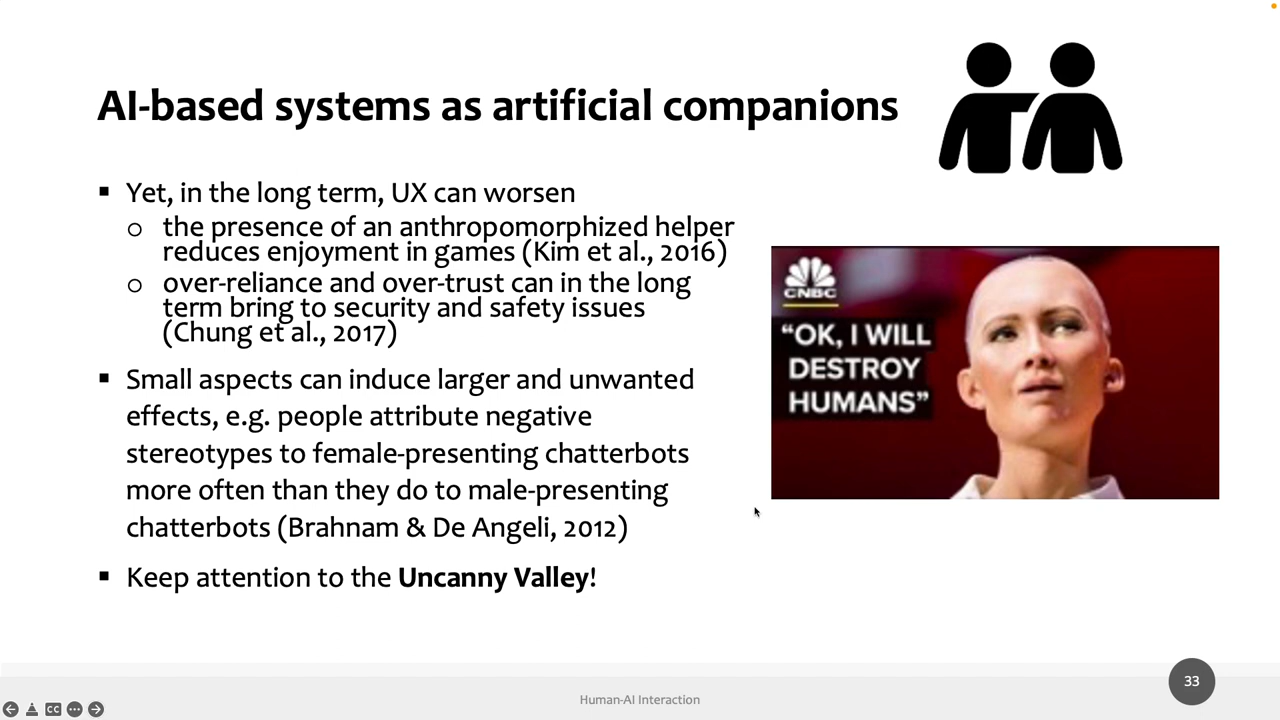 AI-based systems as artificial companions
▪ Yet, in the long term, UX can worsen
o the presence of an anthropomorphized helper
reduces enjoyment in games (Kim et al., 2016)
o over-reliance and over-trust can in the long
term bring to security and safety issues
(Chung et al., 2017)
▪ Small aspects can induce larger and unwanted
effects, e.g. people attribute negative
stereotypes to female-presenting chatterbots
more often than they do to male-presenting
chatterbots (Brahnam & De Angeli, 2012)
▪ Keep attention to the Uncanny Valley!
CNBC
“OK, I WILL
DESTROY
HUMANS”
Human-AI Interaction
33
CC